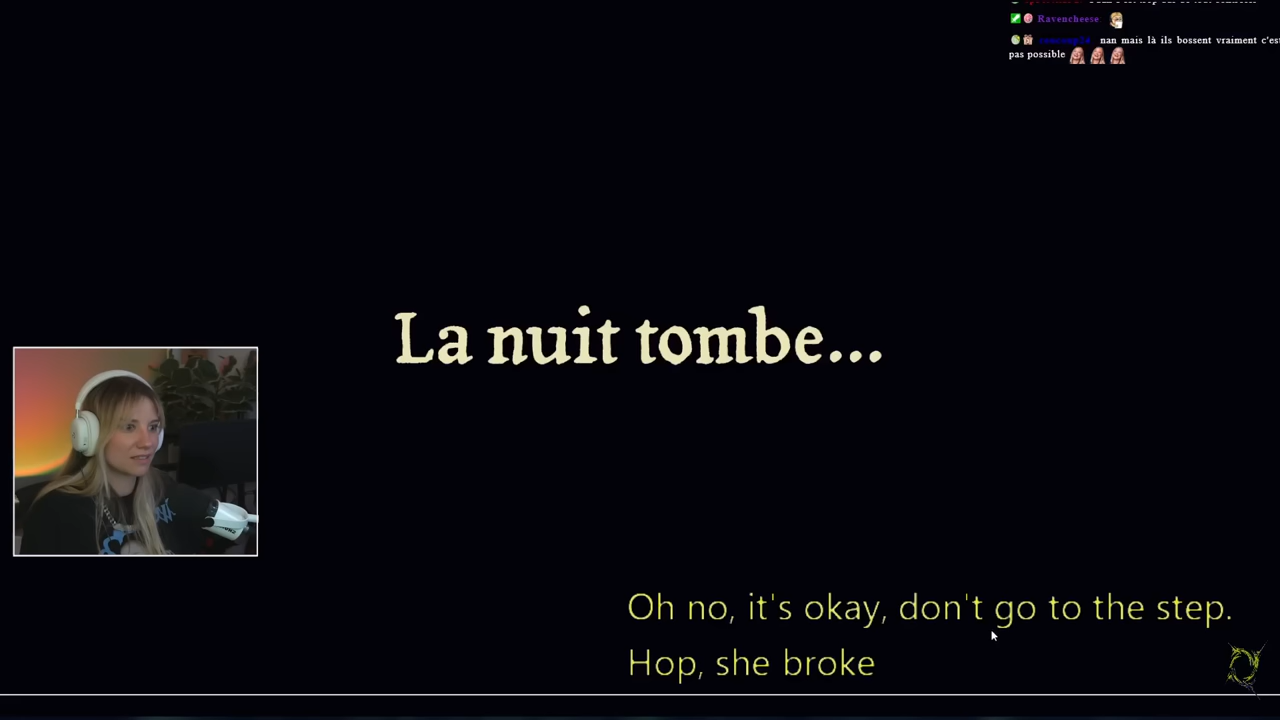 Ravencheese
nan mais là ils bossent vraiment c'est
pas possible
La nuit tombe...
Oh no, it's okay, don't go to the step.
Hop, she broke